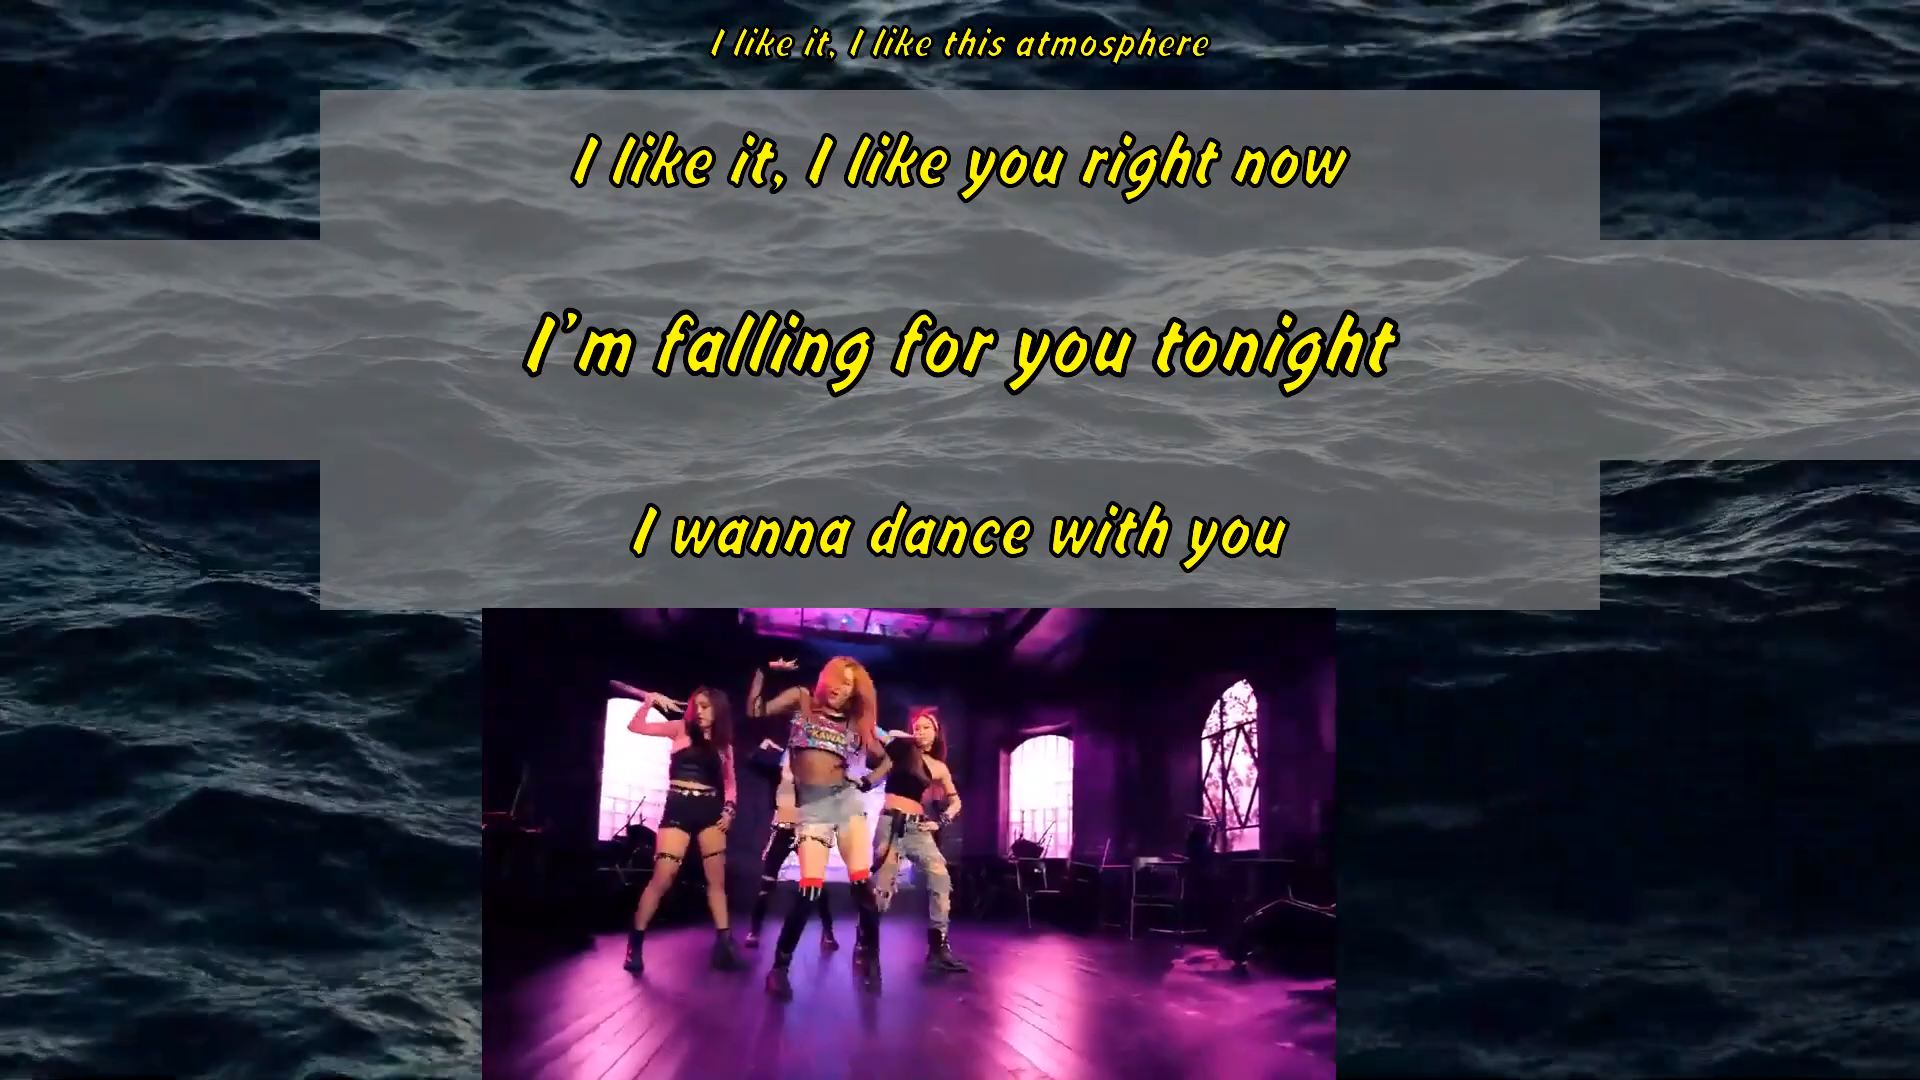 I like it, I like this atmosphere
I like it, I like you right now
I'm falling for you tonight
I wanna dance with you